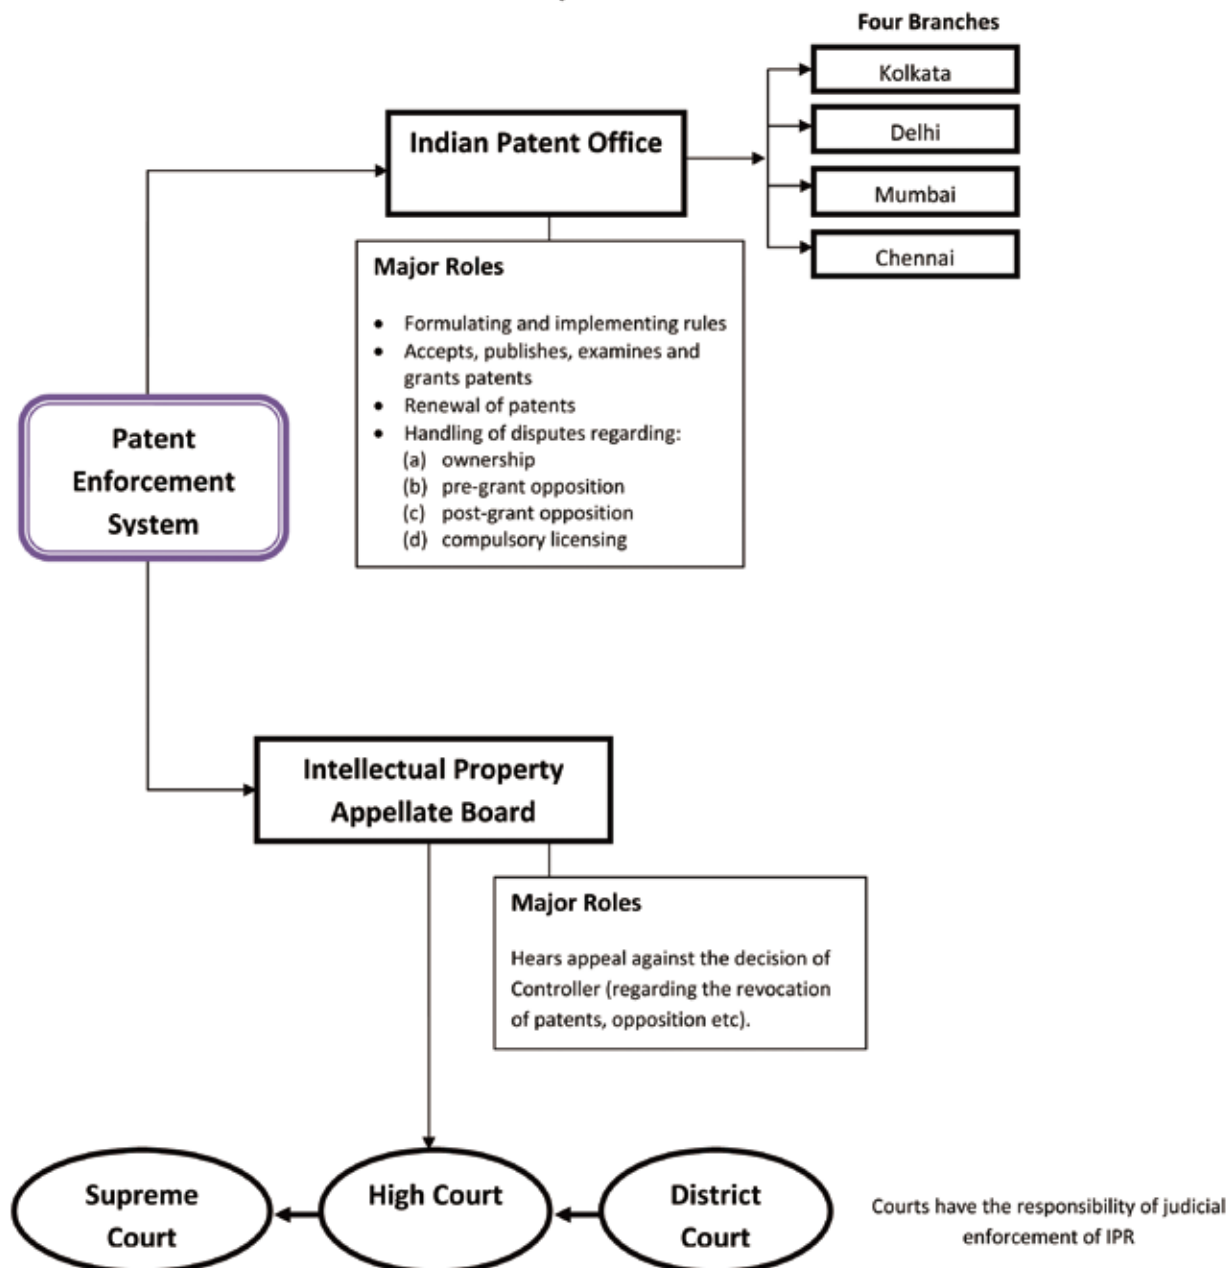 Four Branches
Kolkata
Delhi
Mumbai
Chennai
Indian Patent Office
Major Roles
• Formulating and implementing rules
• Accepts, publishes, examines and
grants patents
• Renewal of patents
• Handling of disputes regarding:
(a) ownership
(b) pre-grant opposition
(c) post-grant opposition
(d) compulsory licensing
Patent
Enforcement
System
Intellectual Property
Appellate Board
Major Roles
Hears appeal against the decision of
Controller (regarding the revocation
of patents, opposition etc).
Supreme
Court
High Court
District
Court
Courts have the responsibility of judicial
enforcement of IPR